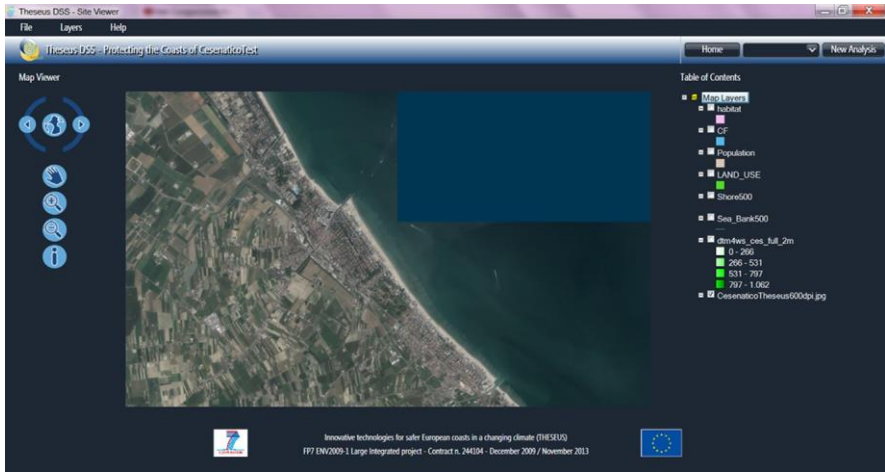 Theseus DSS - Site Viewer
File Layers Help
Theseus DSS - Protecting the Coasts of CesenaticoTest
Home New Analysis
Map Viewer
Table of Contents
Map Layers
habitat
CF
Population
LAND_USE
Shore500
Sea_Bank500
dtm4ws_ces_full_2m
0 - 266
266 - 531
531 - 797
797 - 1.062
CesenaticoTheseus600dpi.jpg
Innovative technologies for safer European coasts in a changing climate (THESEUS)
FP7 ENV2009-1 Large Integrated project - Contract n. 244104 - December 2009 / November 2013